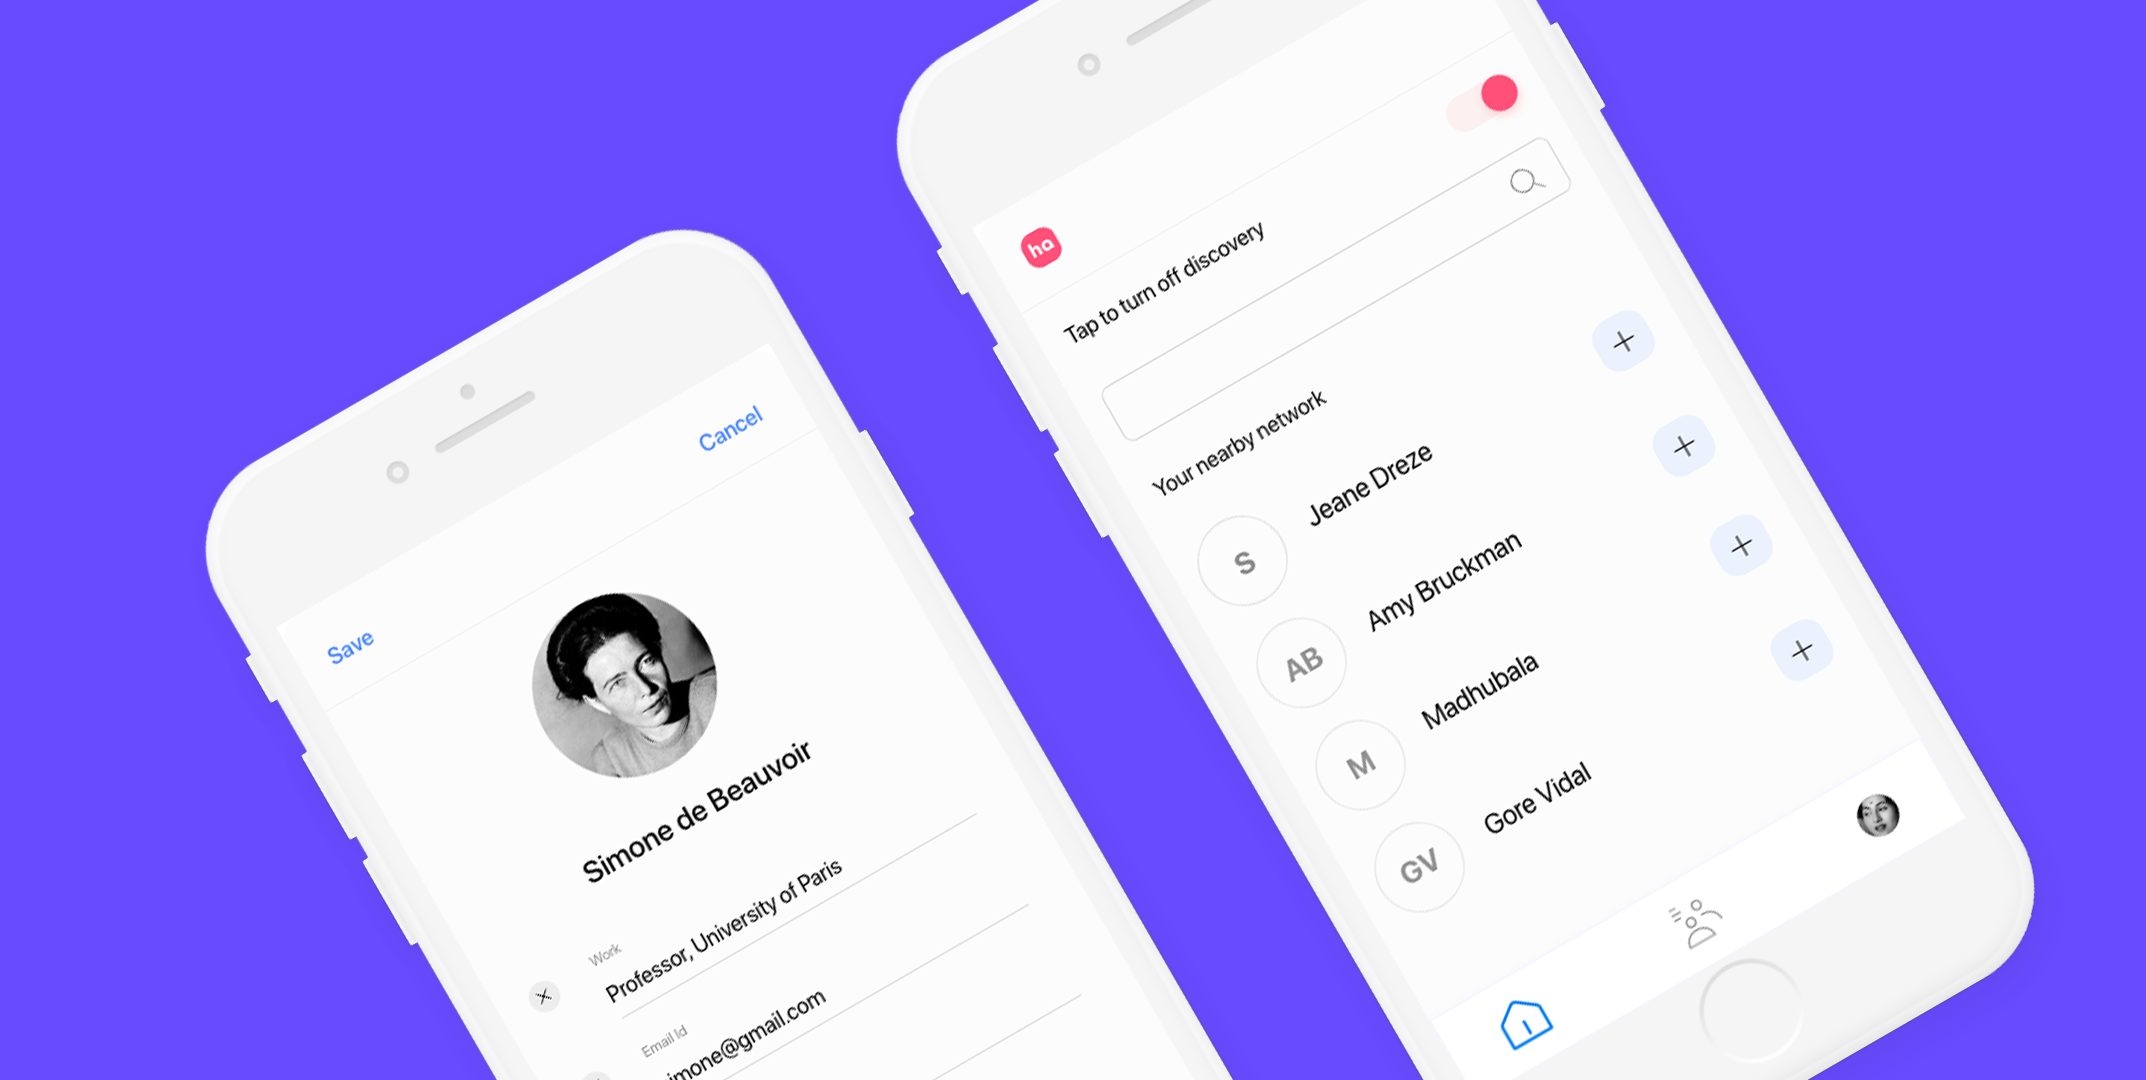 Save
Cancel
Simone de Beauvoir
Work
Professor, University of Paris
Email Id
imone@gmail.com
ha
Tap to turn off discovery
Your nearby network
S
Jeane Dreze
AB
Amy Bruckman
M
Madhubala
GV
Gore Vidal